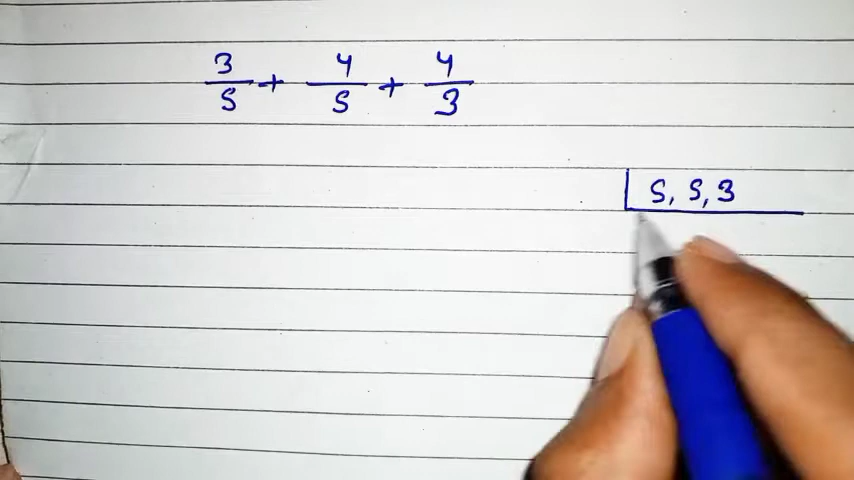 3/5 + 4/5 + 4/3
5, 5, 3